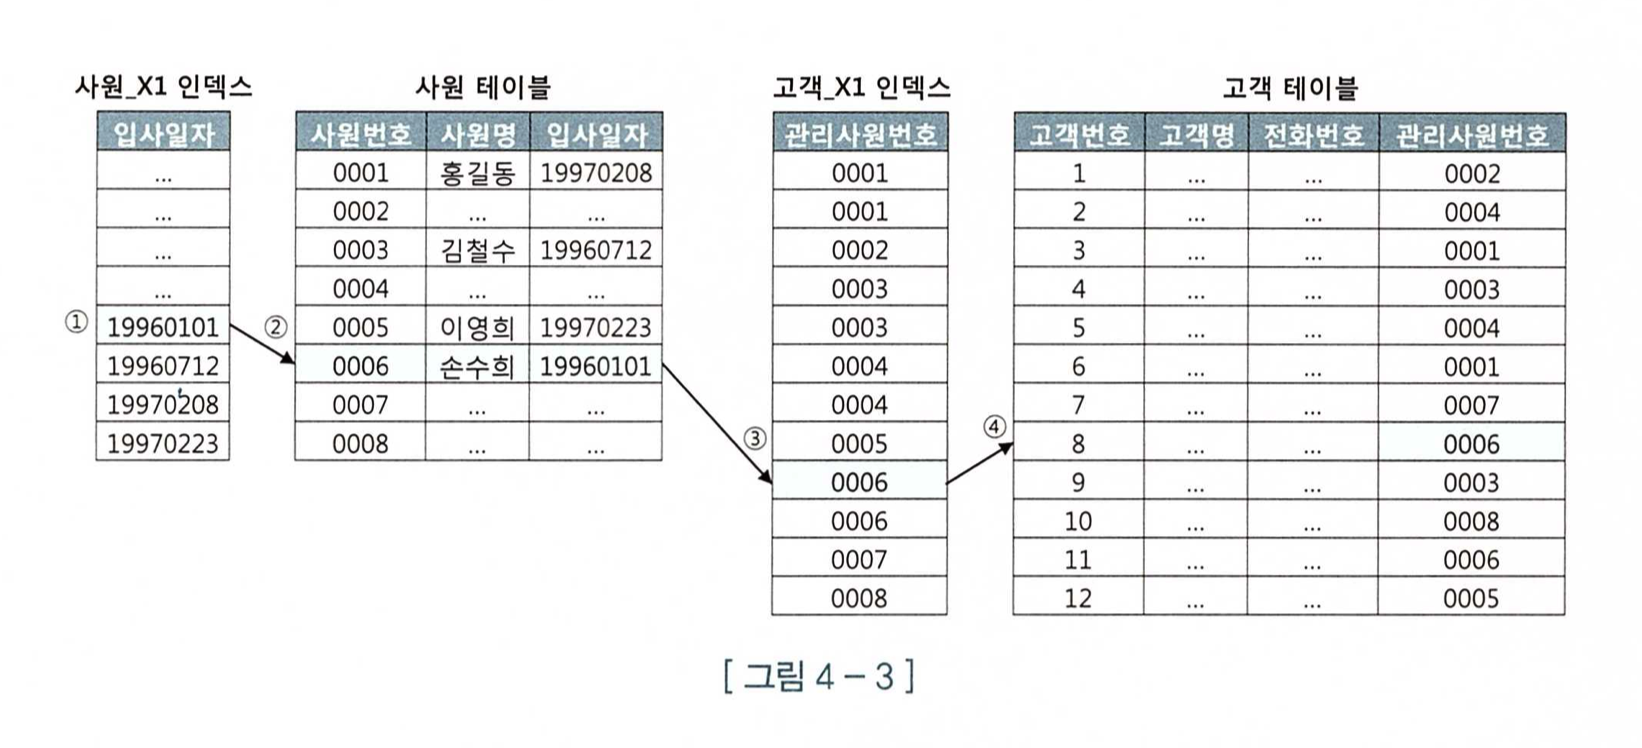 사원_X1 인덱스
입사일자
...
...
...
...
① 19960101
19960712
19970208
19970223
사원 테이블
사원번호 사원명 입사일자
0001 홍길동 19970208
0002 ... ...
0003 김철수 19960712
0004 ... ...
② 0005 이영희 19970223
0006 손수희 19960101
0007 ... ...
0008 ... ...
고객_X1 인덱스
관리사원번호
0001
0001
0002
0003
0003
0004
0004
③ 0005
0006
0006
0007
0008
고객 테이블
고객번호 고객명 전화번호 관리사원번호
1 ... ... 0002
2 ... ... 0004
3 ... ... 0001
4 ... ... 0003
5 ... ... 0004
6 ... ... 0001
7 ... ... 0007
④ 8 ... ... 0006
9 ... ... 0003
10 ... ... 0008
11 ... ... 0006
12 ... ... 0005
[ 그림 4 – 3 ]